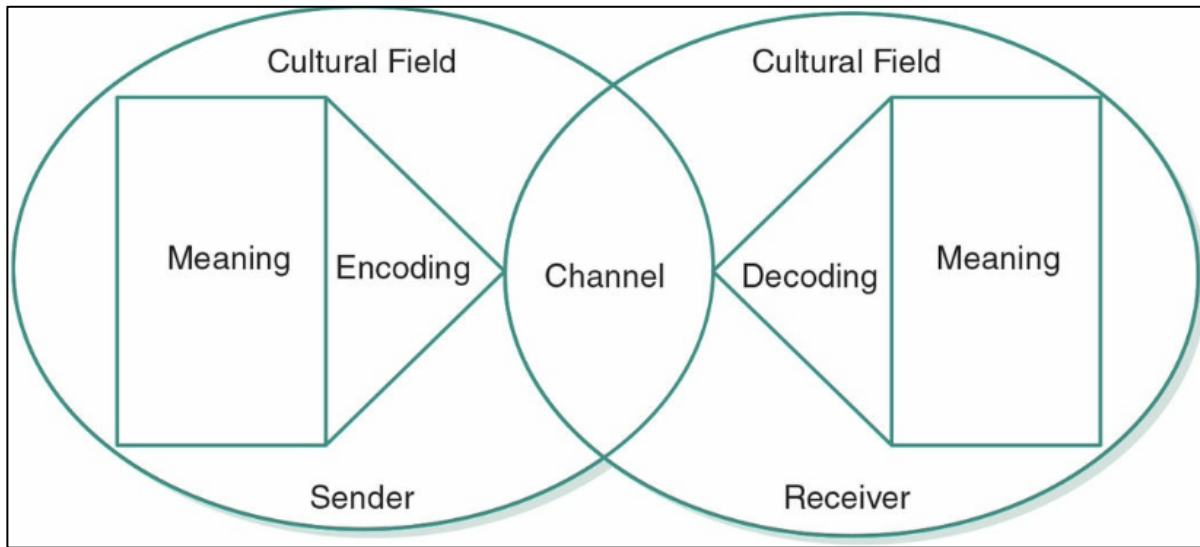 Cultural Field
Cultural Field
Meaning
Encoding
Channel
Decoding
Meaning
Sender
Receiver